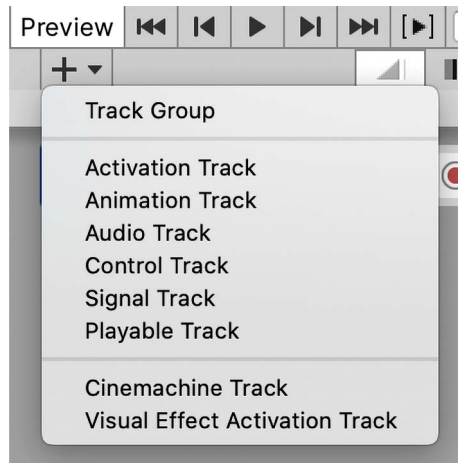 Preview
Track Group
Activation Track
Animation Track
Audio Track
Control Track
Signal Track
Playable Track
Cinemachine Track
Visual Effect Activation Track